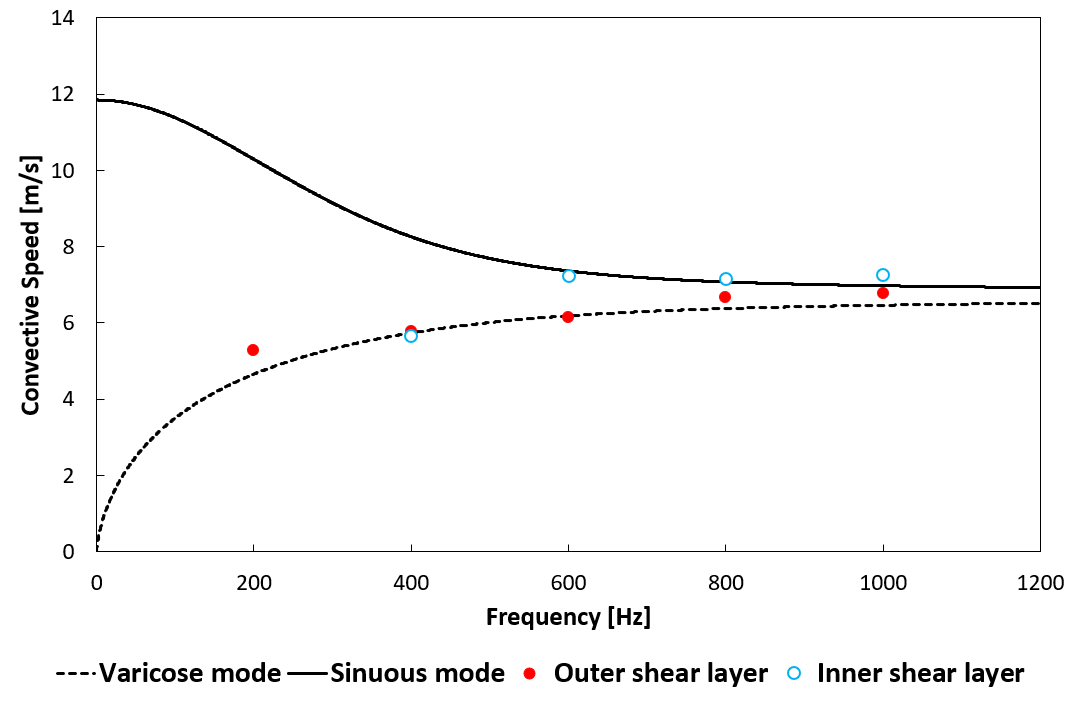 Convective Speed [m/s]
14
12
10
8
6
4
2
0
0 200 400 600 800 1000 1200
Frequency [Hz]
Varicose mode Sinuous mode Outer shear layer Inner shear layer